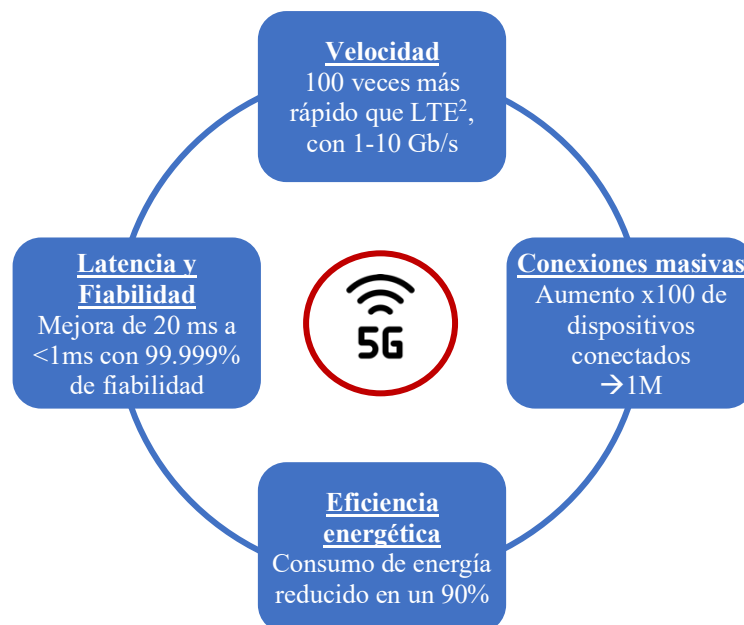 Velocidad
100 veces más
rápido que LTE²,
con 1-10 Gb/s
Latencia y
Fiabilidad
Mejora de 20 ms a
<1ms con 99.999%
de fiabilidad
5G
Conexiones masivas
Aumento x100 de
dispositivos
conectados
→1M
Eficiencia
energética
Consumo de energía
reducido en un 90%